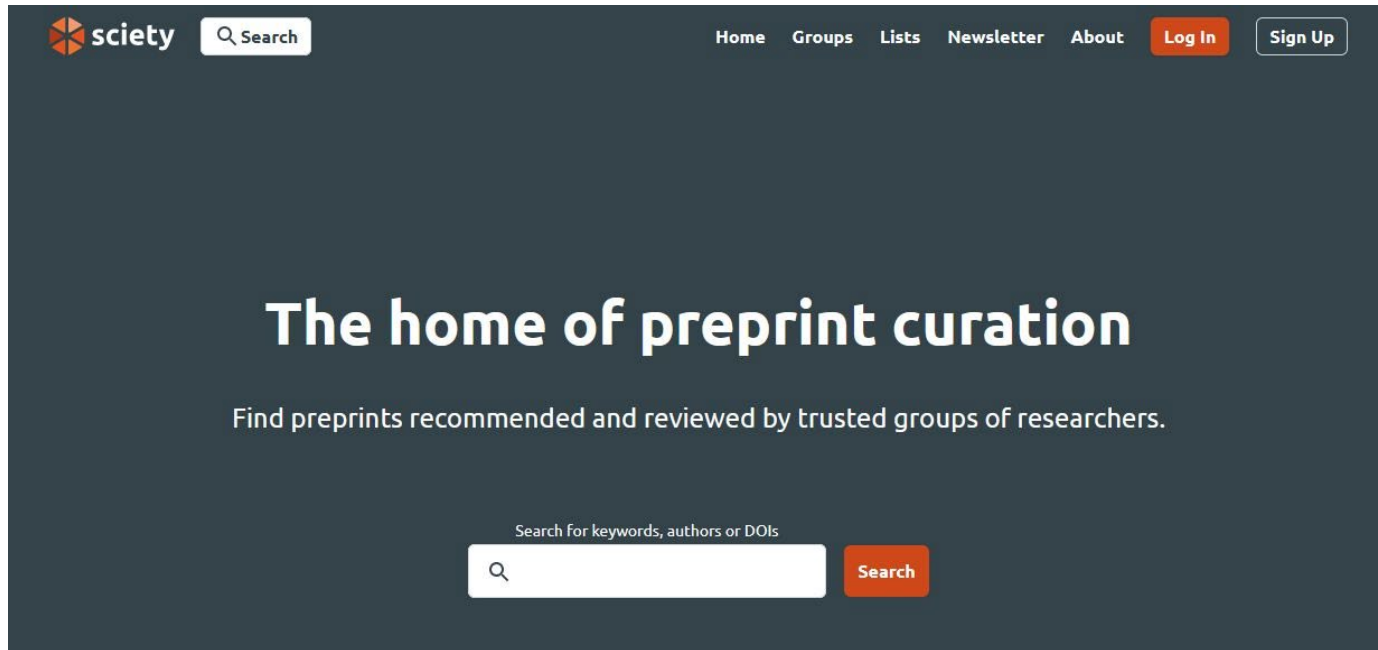 sciety Search Home Groups Lists Newsletter About Log In Sign Up
The home of preprint curation
Find preprints recommended and reviewed by trusted groups of researchers.
Search for keywords, authors or DOIs
Search